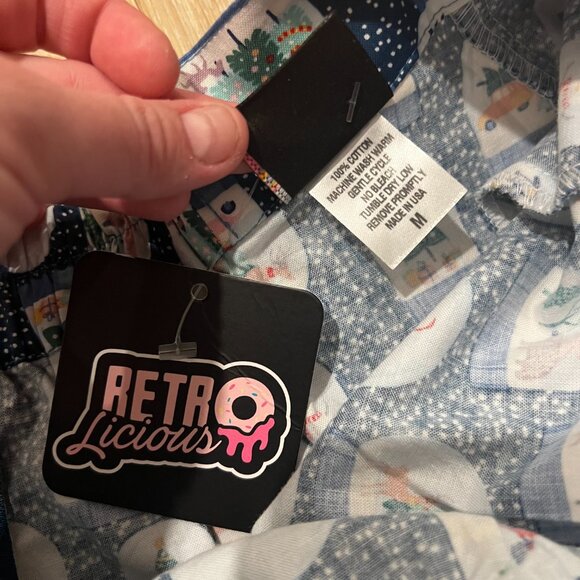 100% COTTON
MACHINE WASH WARM
GENTLE CYCLE
NO BLEACH
TUMBLE DRY LOW
REMOVE PROMPTLY
MADE IN USA
M
RETRO
Licious